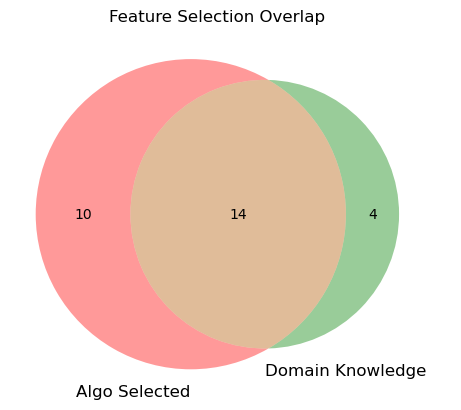 Feature Selection Overlap
10
14
4
Domain Knowledge
Algo Selected